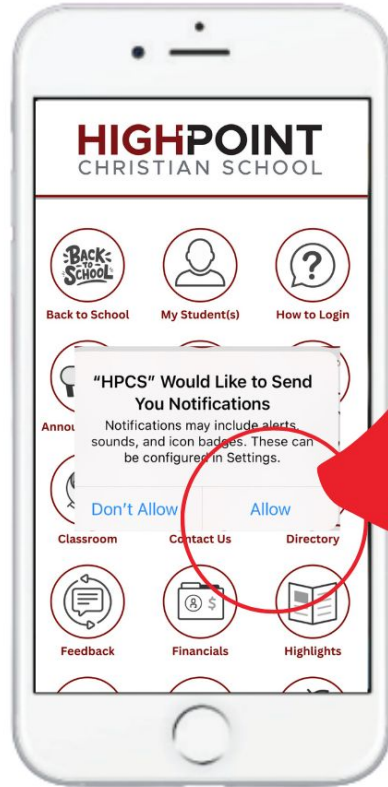 HIGHPOINT
CHRISTIAN SCHOOL
BACK
TO
SCHOOL
?
Back to School
My Student(s)
How to Login
"HPCS" Would Like to Send
You Notifications
Annou
Notifications may include alerts,
sounds, and icon badges. These can
be configured in Settings.
Don't Allow
Allow
Classroom
Contact Us
Directory
$
Feedback
Financials
Highlights